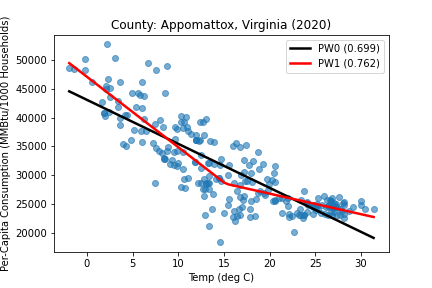 County: Appomattox, Virginia (2020)
Per-Capita Consumption (MMBtu/1000 Households)
PW0 (0.699)
PW1 (0.762)
50000
45000
40000
35000
30000
25000
20000
0 5 10 15 20 25 30
Temp (deg C)